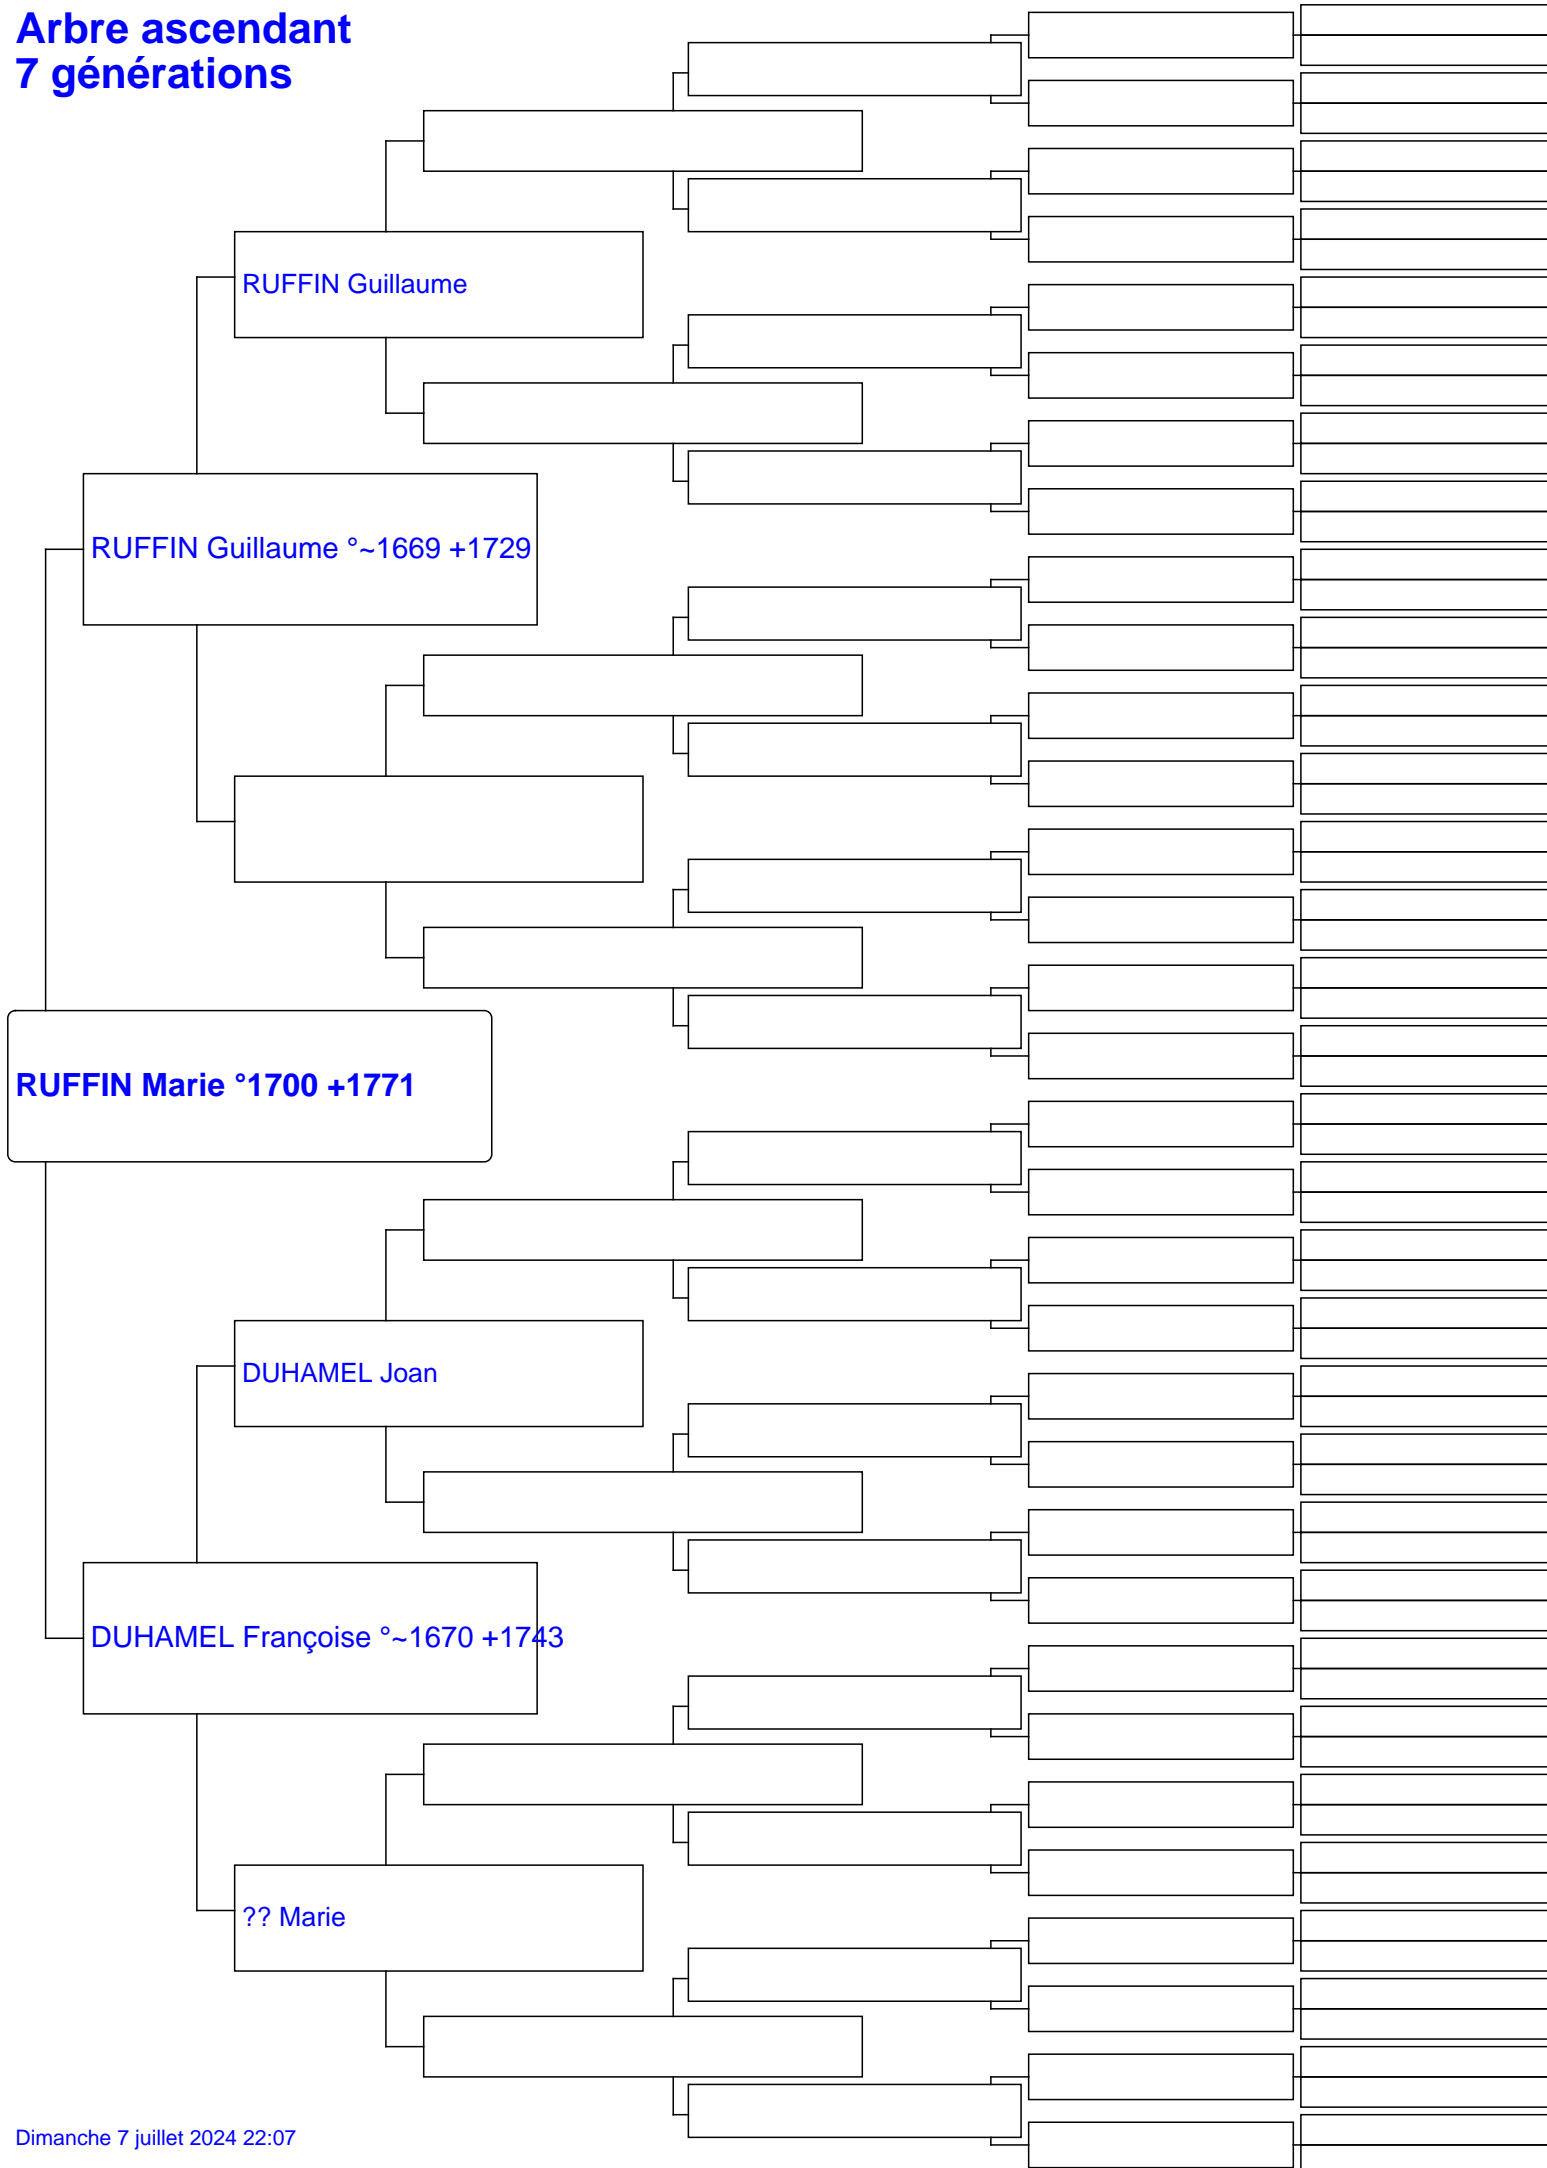 Arbre ascendant
7 générations
RUFFIN Guillaume
RUFFIN Guillaume °~1669 +1729
RUFFIN Marie °1700 +1771
DUHAMEL Joan
DUHAMEL Françoise °~1670 +1743
?? Marie
Dimanche 7 juillet 2024 22:07